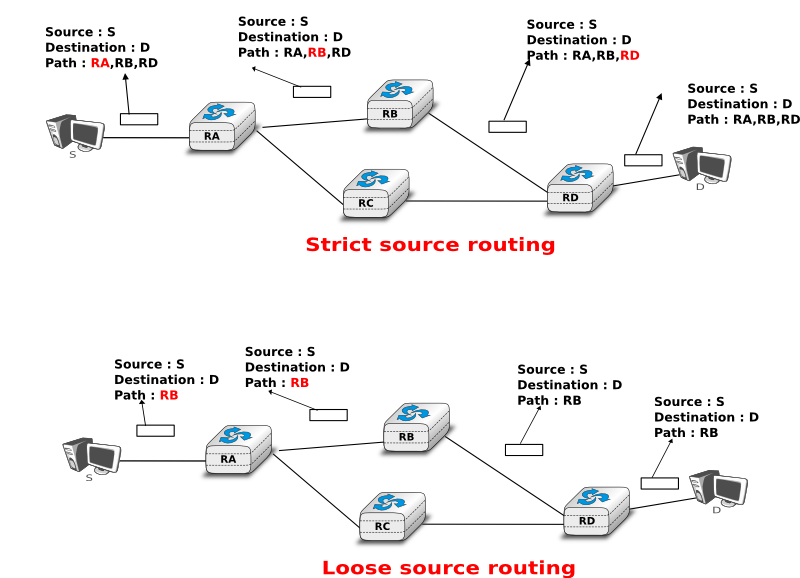 Source : S
Destination : D
Path : RA,RB,RD
Source : S
Destination : D
Path : RA,RB,RD
Source : S
Destination : D
Path : RA,RB,RD
Source : S
Destination : D
Path : RA,RB,RD
S
RA
RB
RC
RD
D
Strict source routing
Source : S
Destination : D
Path : RB
Source : S
Destination : D
Path : RB
Source : S
Destination : D
Path : RB
Source : S
Destination : D
Path : RB
S
RA
RB
RC
RD
D
Loose source routing